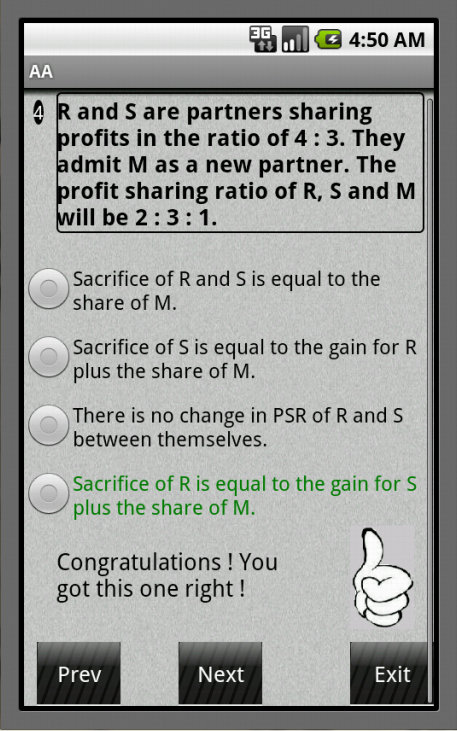 3G 4:50 AM
AA
4 R and S are partners sharing
profits in the ratio of 4 : 3. They
admit M as a new partner. The
profit sharing ratio of R, S and M
will be 2 : 3 : 1.
Sacrifice of R and S is equal to the
share of M.
Sacrifice of S is equal to the gain for R
plus the share of M.
There is no change in PSR of R and S
between themselves.
Sacrifice of R is equal to the gain for S
plus the share of M.
Congratulations ! You
got this one right !
Prev Next Exit